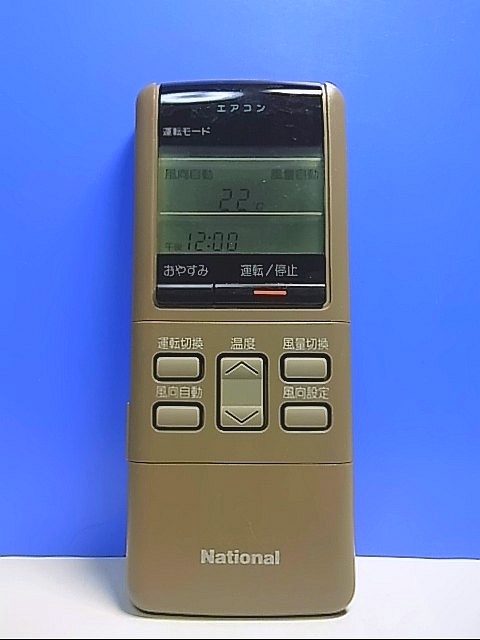 エアコン
運転モード
風向自動 風量自動
22℃
午後 12:00
おやすみ 運転/停止
運転切換 温度 風量切換
風向自動 風向設定
National